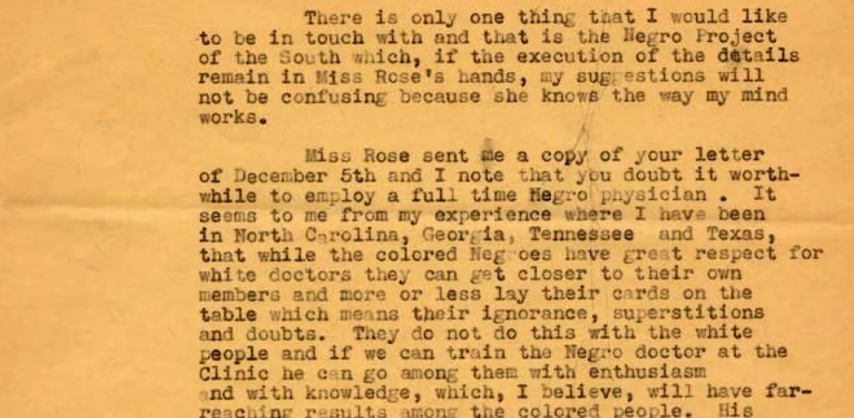 There is only one thing that I would like
to be in touch with and that is the Negro Project
of the South which, if the execution of the details
remain in Miss Rose's hands, my suggestions will
not be confusing because she knows the way my mind
works.
Miss Rose sent me a copy of your letter
of December 5th and I note that you doubt it worth-
while to employ a full time Negro physician . It
seems to me from my experience where I have been
in North Carolina, Georgia, Tennessee and Texas,
that while the colored Negroes have great respect for
white doctors they can get closer to their own
members and more or less lay their cards on the
table which means their ignorance, superstitions
and doubts. They do not do this with the white
people and if we can train the Negro doctor at the
Clinic he can go among them with enthusiasm
and with knowledge, which, I believe, will have far-
reaching results among the colored people. His